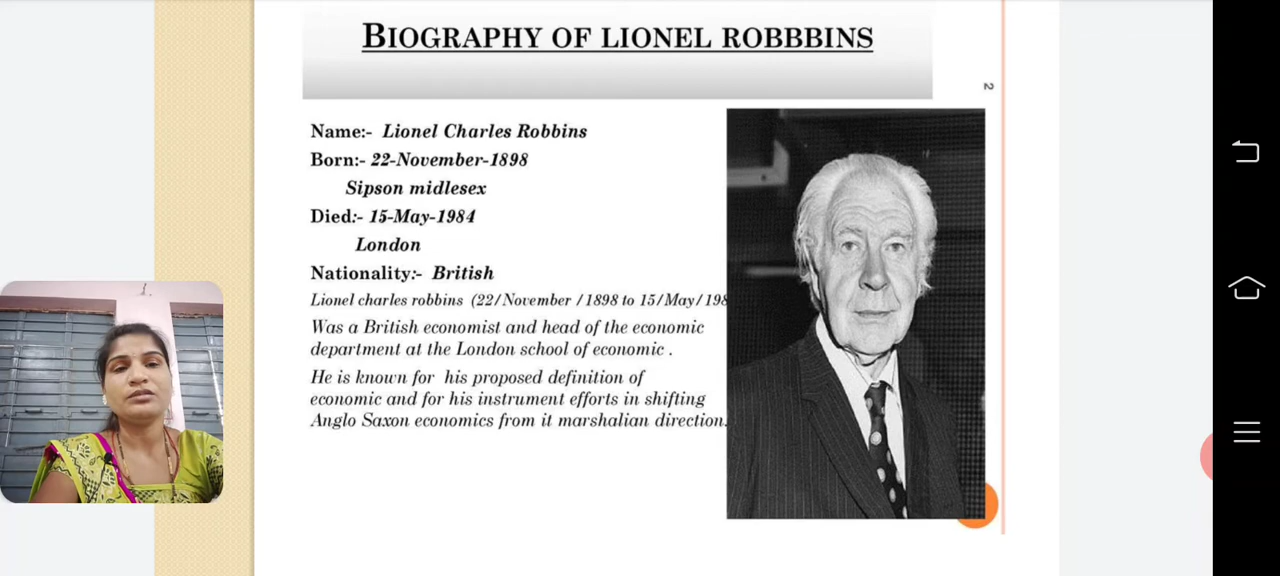 BIOGRAPHY OF LIONEL ROBBBINS
2
Name:- Lionel Charles Robbins
Born:- 22-November-1898
Sipson midlesex
Died:- 15-May-1984
London
Nationality:- British
Lionel charles robbins (22/November /1898 to 15/May/198
Was a British economist and head of the economic
department at the London school of economic .
He is known for his proposed definition of
economic and for his instrument efforts in shifting
Anglo Saxon economics from it marshalian direction.